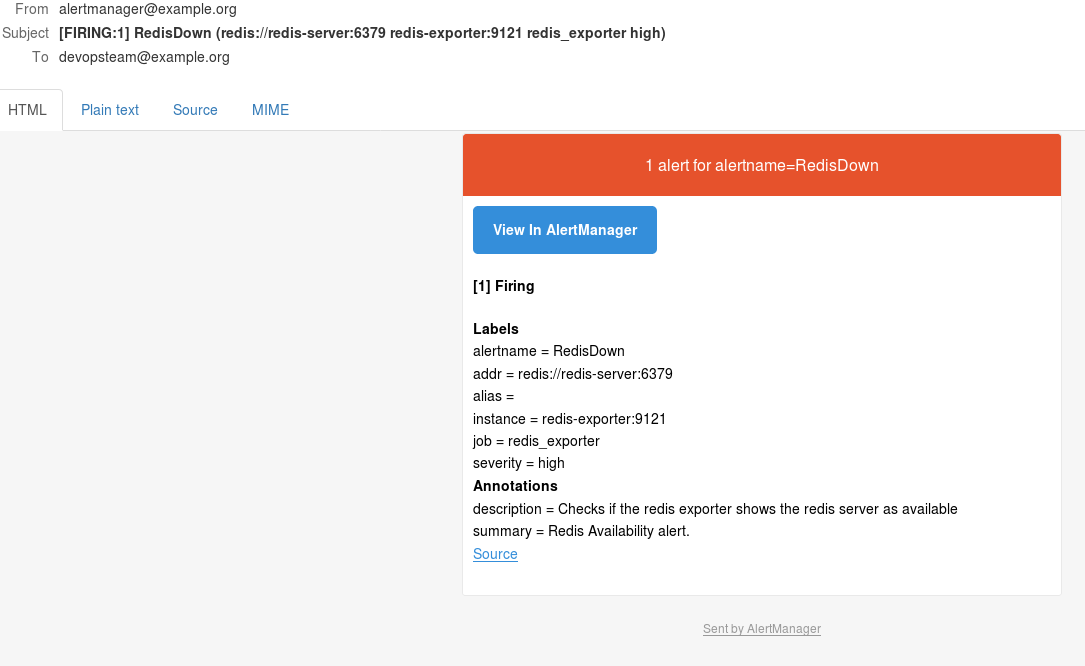 From alertmanager@example.org
Subject [FIRING:1] RedisDown (redis://redis-server:6379 redis-exporter:9121 redis_exporter high)
To devopsteam@example.org
HTML Plain text Source MIME
1 alert for alertname=RedisDown
View In AlertManager
[1] Firing
Labels
alertname = RedisDown
addr = redis://redis-server:6379
alias =
instance = redis-exporter:9121
job = redis_exporter
severity = high
Annotations
description = Checks if the redis exporter shows the redis server as available
summary = Redis Availability alert.
Source
Sent by AlertManager